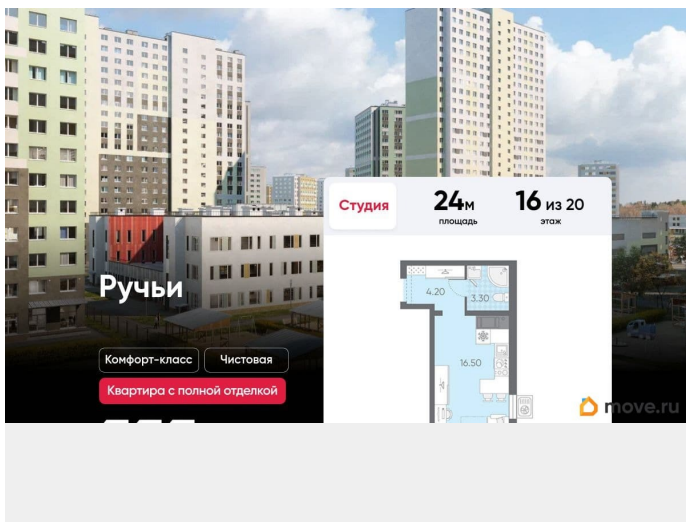 Студия
24м
площадь
16 из 20
этаж
4.20
3.30
16.50
Ручьи
Комфорт-класс
Чистовая
Квартира с полной отделкой
move.ru